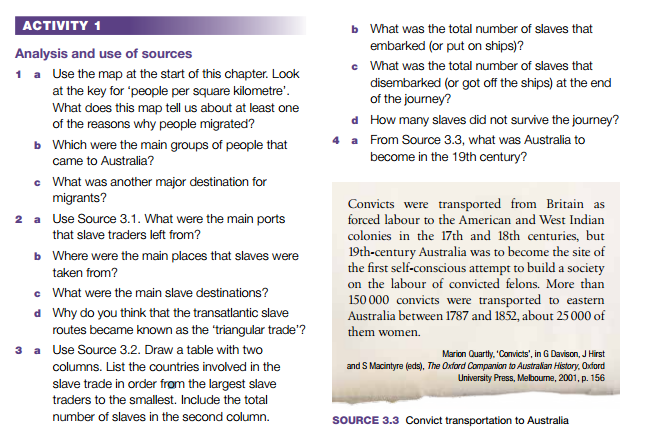 ACTIVITY 1
Analysis and use of sources
1 a Use the map at the start of this chapter. Look
at the key for ‘people per square kilometre’.
What does this map tell us about at least one
of the reasons why people migrated?
b Which were the main groups of people that
came to Australia?
c What was another major destination for
migrants?
2 a Use Source 3.1. What were the main ports
that slave traders left from?
b Where were the main places that slaves were
taken from?
c What were the main slave destinations?
d Why do you think that the transatlantic slave
routes became known as the ‘triangular trade’?
3 a Use Source 3.2. Draw a table with two
columns. List the countries involved in the
slave trade in order from the largest slave
traders to the smallest. Include the total
number of slaves in the second column.
b What was the total number of slaves that
embarked (or put on ships)?
c What was the total number of slaves that
disembarked (or got off the ships) at the end
of the journey?
d How many slaves did not survive the journey?
4 a From Source 3.3, what was Australia to
become in the 19th century?
Convicts were transported from Britain as
forced labour to the American and West Indian
colonies in the 17th and 18th centuries, but
19th-century Australia was to become the site of
the first self-conscious attempt to build a society
on the labour of convicted felons. More than
150 000 convicts were transported to eastern
Australia between 1787 and 1852, about 25 000 of
them women.
Marion Quartly, ‘Convicts’, in G Davison, J Hirst
and S Macintyre (eds), The Oxford Companion to Australian History, Oxford
University Press, Melbourne, 2001, p. 156
SOURCE 3.3 Convict transportation to Australia